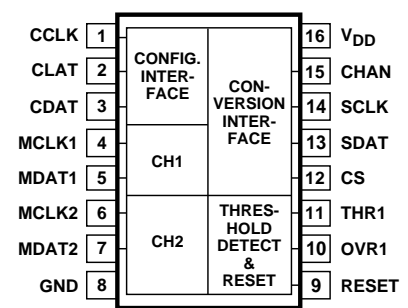 CCLK 1
CLAT 2
CDAT 3
MCLK1 4
MDAT1 5
MCLK2 6
MDAT2 7
GND 8
CONFIG.
INTER-
FACE
CH1
CH2
CON-
VERSION
INTER-
FACE
THRES-
HOLD
DETECT
&
RESET
16 VDD
15 CHAN
14 SCLK
13 SDAT
12 CS
11 THR1
10 OVR1
9 RESET